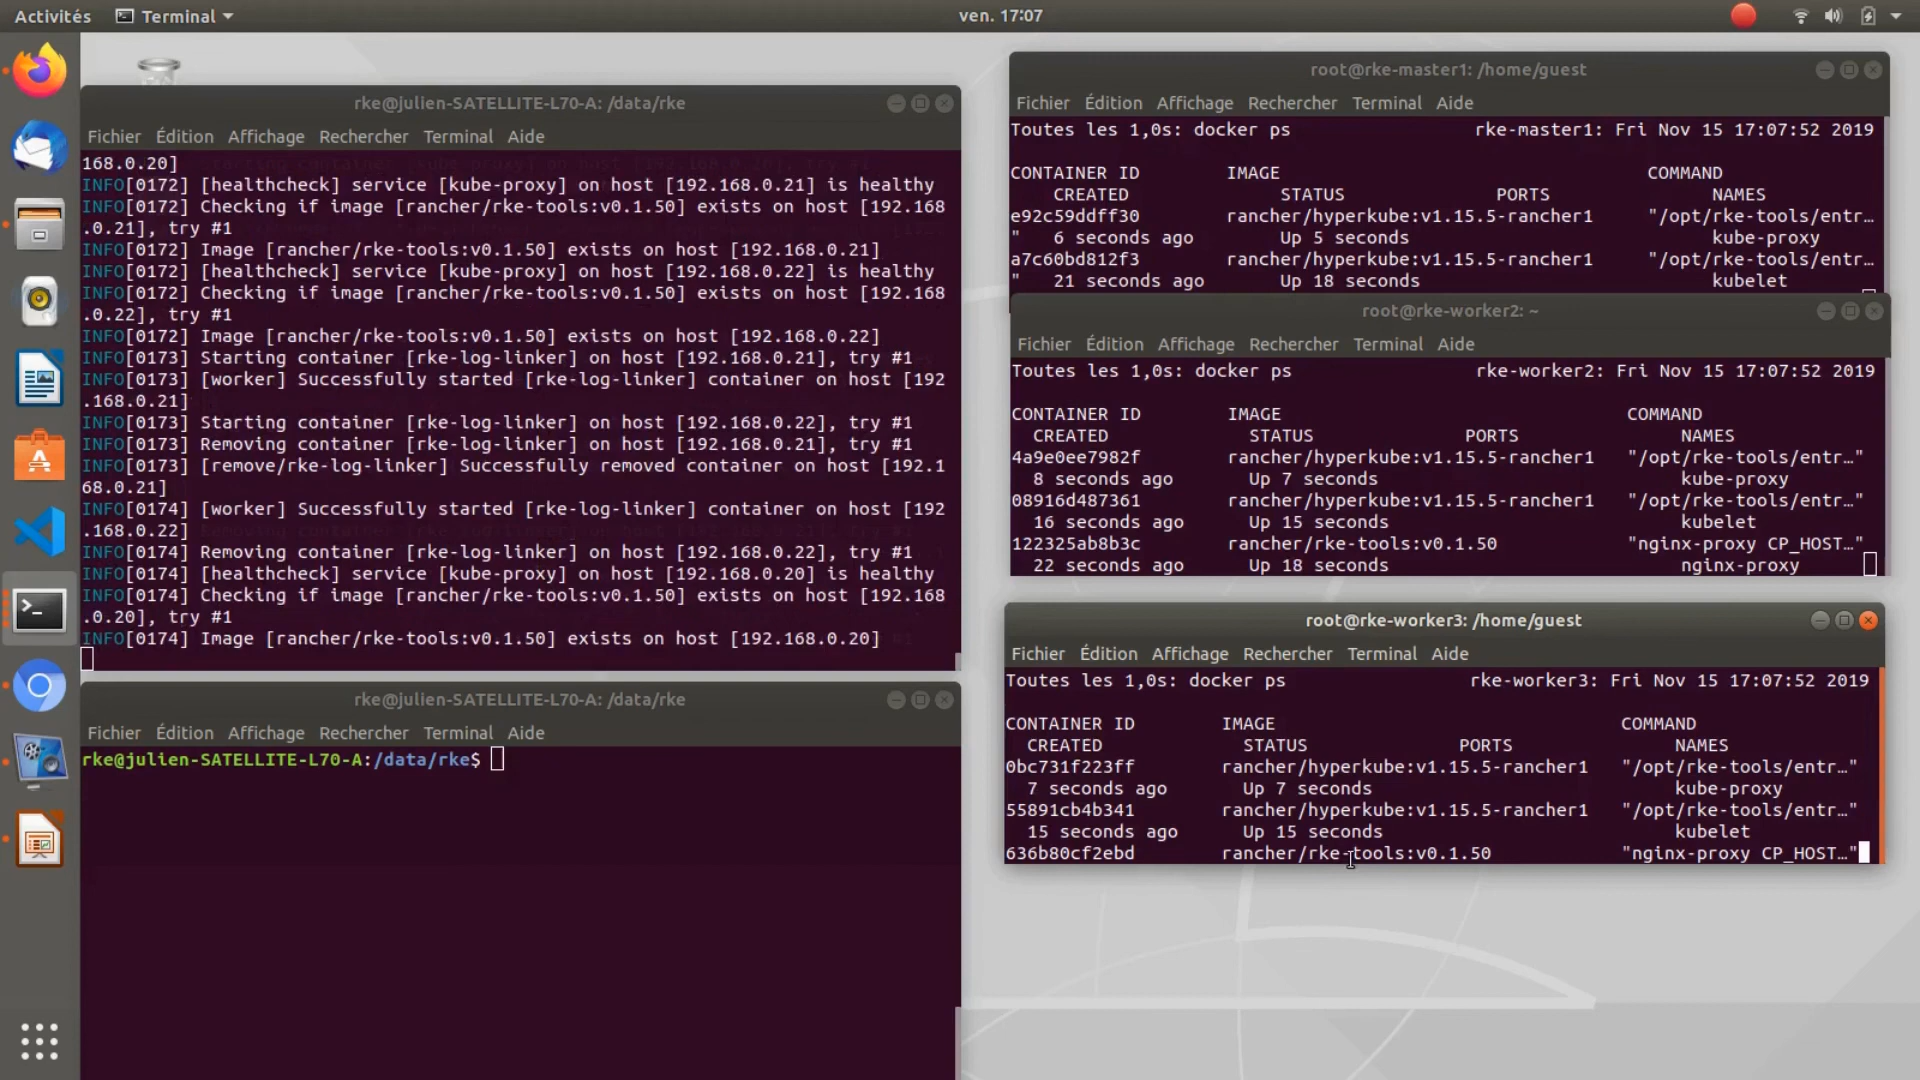 Activités
Terminal
ven. 17:07
rke@julien-SATELLITE-L70-A: /data/rke
Fichier Édition Affichage Rechercher Terminal Aide
168.0.20]
INFO[0172] [healthcheck] service [kube-proxy] on host [192.168.0.21] is healthy
INFO[0172] Checking if image [rancher/rke-tools:v0.1.50] exists on host [192.168
.0.21], try #1
INFO[0172] Image [rancher/rke-tools:v0.1.50] exists on host [192.168.0.21]
INFO[0172] [healthcheck] service [kube-proxy] on host [192.168.0.22] is healthy
INFO[0172] Checking if image [rancher/rke-tools:v0.1.50] exists on host [192.168
.0.22], try #1
INFO[0172] Image [rancher/rke-tools:v0.1.50] exists on host [192.168.0.22]
INFO[0173] Starting container [rke-log-linker] on host [192.168.0.21], try #1
INFO[0173] [worker] Successfully started [rke-log-linker] container on host [192
.168.0.21]
INFO[0173] Starting container [rke-log-linker] on host [192.168.0.22], try #1
INFO[0173] Removing container [rke-log-linker] on host [192.168.0.21], try #1
INFO[0173] [remove/rke-log-linker] Successfully removed container on host [192.1
68.0.21]
INFO[0174] [worker] Successfully started [rke-log-linker] container on host [192
.168.0.22]
INFO[0174] Removing container [rke-log-linker] on host [192.168.0.22], try #1
INFO[0174] [healthcheck] service [kube-proxy] on host [192.168.0.20] is healthy
INFO[0174] Checking if image [rancher/rke-tools:v0.1.50] exists on host [192.168
.0.20], try #1
INFO[0174] Image [rancher/rke-tools:v0.1.50] exists on host [192.168.0.20]
rke@julien-SATELLITE-L70-A: /data/rke
Fichier Édition Affichage Rechercher Terminal Aide
rke@julien-SATELLITE-L70-A:/data/rke$
root@rke-master1: /home/guest
Fichier Édition Affichage Rechercher Terminal Aide
Toutes les 1,0s: docker ps rke-master1: Fri Nov 15 17:07:52 2019
CONTAINER ID IMAGE COMMAND
CREATED STATUS PORTS NAMES
e92c59ddff30 rancher/hyperkube:v1.15.5-rancher1 "/opt/rke-tools/entr…
" 6 seconds ago Up 5 seconds kube-proxy
a7c60bd812f3 rancher/hyperkube:v1.15.5-rancher1 "/opt/rke-tools/entr…
" 21 seconds ago Up 18 seconds kubelet
root@rke-worker2: ~
Fichier Édition Affichage Rechercher Terminal Aide
Toutes les 1,0s: docker ps rke-worker2: Fri Nov 15 17:07:52 2019
CONTAINER ID IMAGE COMMAND
CREATED STATUS PORTS NAMES
4a9e0ee7982f rancher/hyperkube:v1.15.5-rancher1 "/opt/rke-tools/entr…"
8 seconds ago Up 7 seconds kube-proxy
08916d487361 rancher/hyperkube:v1.15.5-rancher1 "/opt/rke-tools/entr…"
16 seconds ago Up 15 seconds kubelet
122325ab8b3c rancher/rke-tools:v0.1.50 "nginx-proxy CP_HOST…"
22 seconds ago Up 18 seconds nginx-proxy
root@rke-worker3: /home/guest
Fichier Édition Affichage Rechercher Terminal Aide
Toutes les 1,0s: docker ps rke-worker3: Fri Nov 15 17:07:52 2019
CONTAINER ID IMAGE COMMAND
CREATED STATUS PORTS NAMES
0bc731f223ff rancher/hyperkube:v1.15.5-rancher1 "/opt/rke-tools/entr…"
7 seconds ago Up 7 seconds kube-proxy
55891cb4b341 rancher/hyperkube:v1.15.5-rancher1 "/opt/rke-tools/entr…"
15 seconds ago Up 15 seconds kubelet
636b80cf2ebd rancher/rke-tools:v0.1.50 "nginx-proxy CP_HOST…"